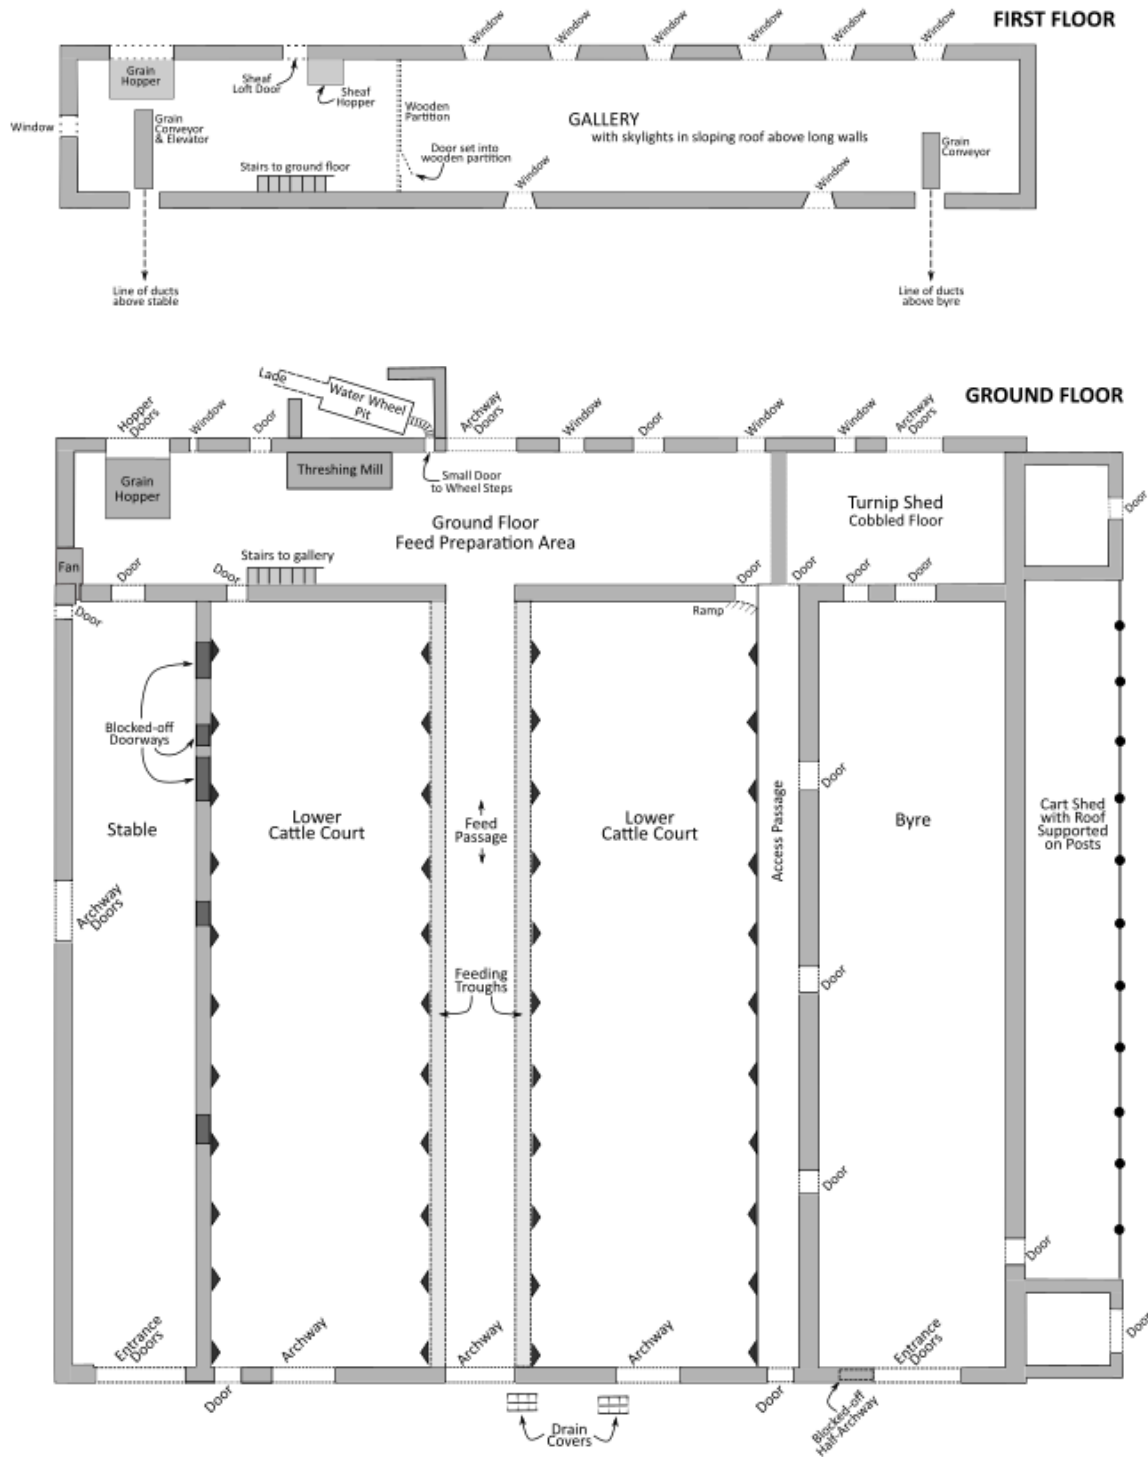 FIRST FLOOR
Window
Window
Window
Window
Window
Window
Grain
Hopper
Sheaf
Loft Door
Sheaf
Hopper
Wooden
Partition
GALLERY
with skylights in sloping roof above long walls
Window
Grain
Conveyor
& Elevator
Door set into
wooden partition
Grain
Conveyor
Stairs to ground floor
Window
Window
Line of ducts
above stable
Line of ducts
above byre
GROUND FLOOR
Lade
Water Wheel
Pit
Hopper
Doors
Window
Door
Archway
Doors
Window
Door
Window
Window
Archway
Doors
Grain
Hopper
Threshing Mill
Small Door
to Wheel Steps
Turnip Shed
Cobbled Floor
Door
Ground Floor
Feed Preparation Area
Fan
Door
Door
Stairs to gallery
Door
Door
Door
Door
Door
Ramp
Blocked-off
Doorways
Door
Stable
Lower
Cattle Court
Feed
Passage
Lower
Cattle Court
Access Passage
Byre
Cart Shed
with Roof
Supported
on Posts
Archway
Doors
Feeding
Troughs
Door
Door
Door
Entrance
Doors
Archway
Archway
Archway
Entrance
Doors
Door
Door
Door
Blocked-off
Half-Archway
Drain
Covers